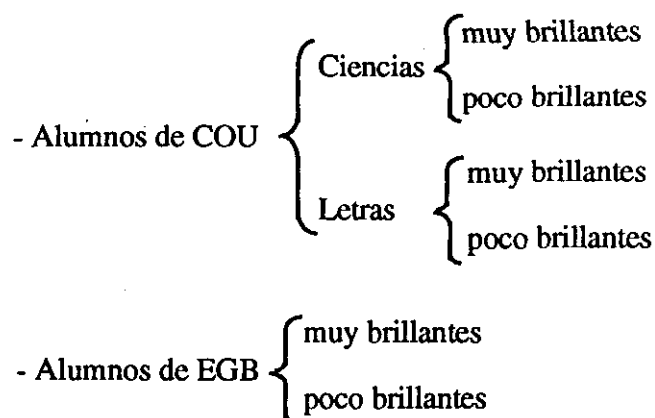 muy brillantes
Ciencias
poco brillantes
- Alumnos de COU
muy brillantes
Letras
poco brillantes
muy brillantes
- Alumnos de EGB
poco brillantes